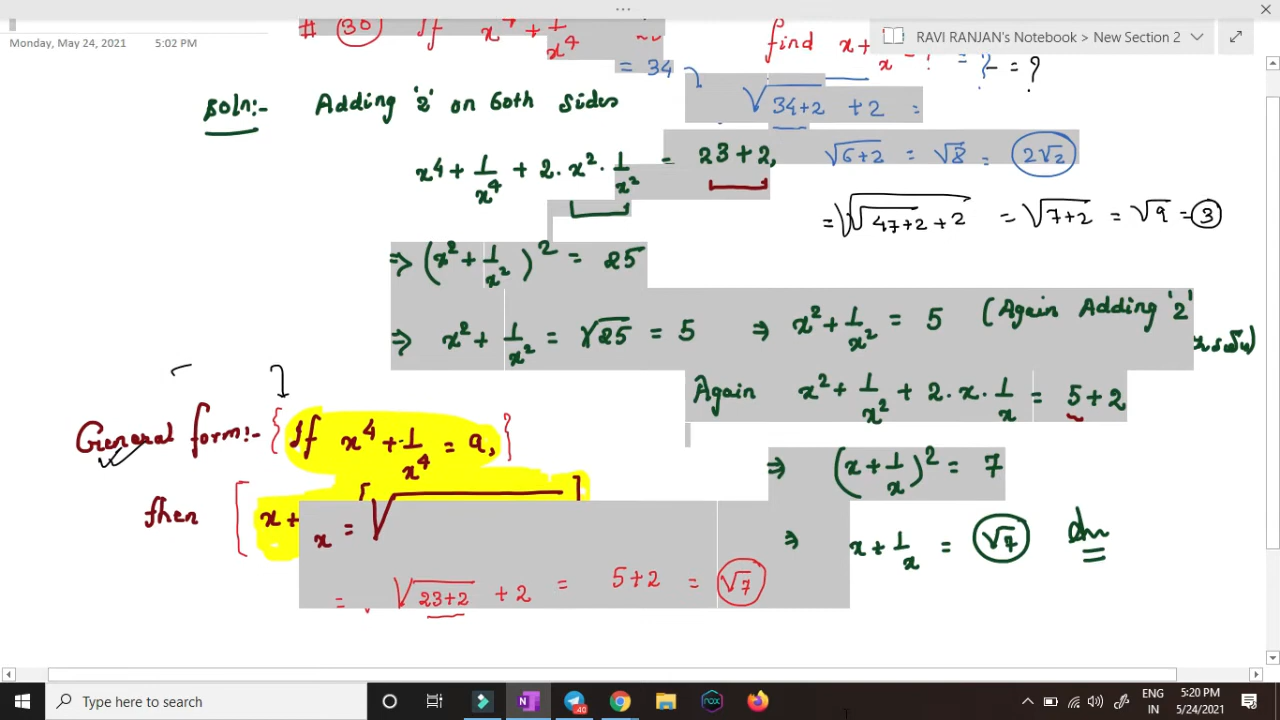 Monday, May 24, 2021 5:02 PM
RAVI RANJAN's Notebook > New Section 2
# 30 If x⁴ + 1/x⁴
find x+
= 34
√(34+2) + 2 =
Soln:- Adding '2' on both sides
x⁴ + 1/x⁴ + 2 · x² · 1/x² = 23 + 2,
√(6+2) = √8 = 2√2
= √(√(47+2) + 2) = √(7+2) = √9 = 3
⇒ (x² + 1/x²)² = 25
⇒ x² + 1/x² = √25 = 5 ⇒ x² + 1/x² = 5 (Again Adding '2'
Again x² + 1/x² + 2 · x · 1/x = 5 + 2
General form:- { If x⁴ + 1/x⁴ = a, }
⇒ (x + 1/x)² = 7
then [ x+
x = √
⇒ x + 1/x = √7
= √(23+2) + 2 = 5+2 = √7
Type here to search
40
ENG
IN
5:20 PM
5/24/2021